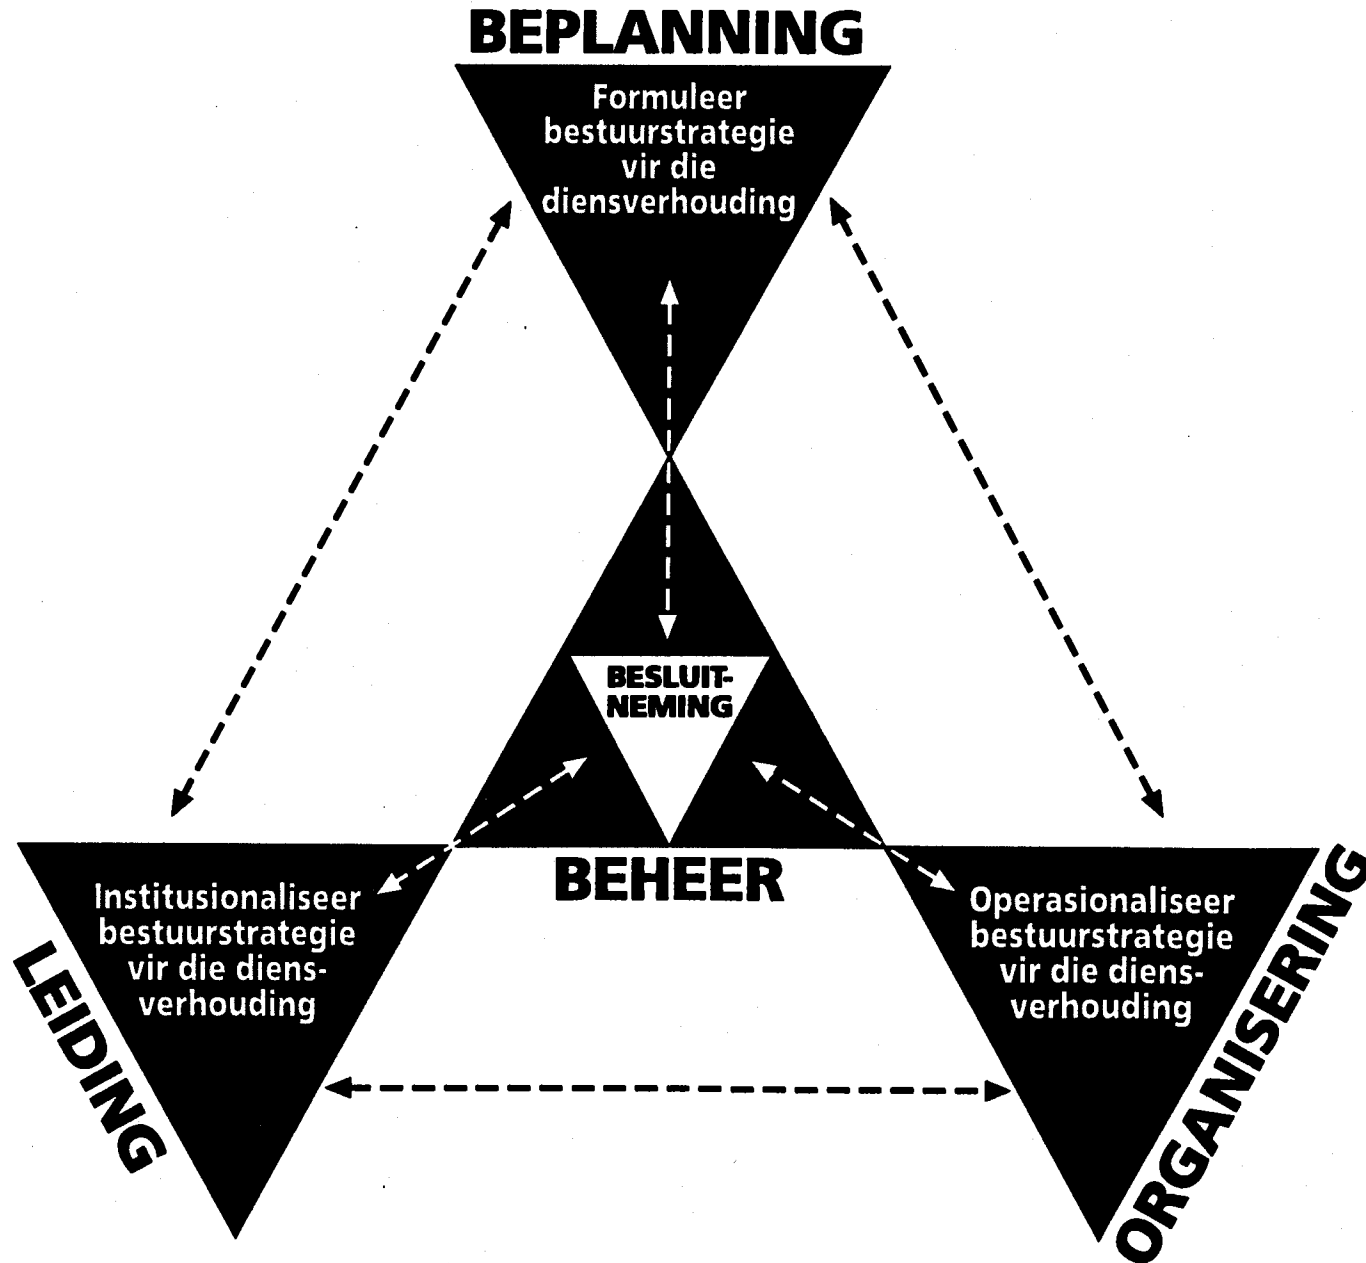 BEPLANNING
Formuleer
bestuurstrategie
vir die
diensverhouding
BESLUIT-
NEMING
BEHEER
Institusionaliseer
bestuurstrategie
vir die diens-
verhouding
LEIDING
Operasionaliseer
bestuurstrategie
vir die diens-
verhouding
ORGANISERING